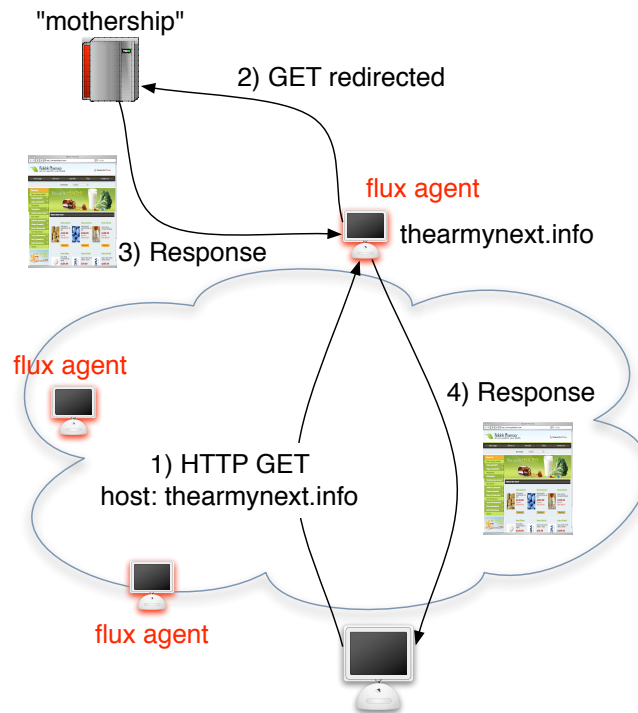 "mothership"
2) GET redirected
flux agent
thearmynext.info
3) Response
flux agent
4) Response
1) HTTP GET
host: thearmynext.info
flux agent